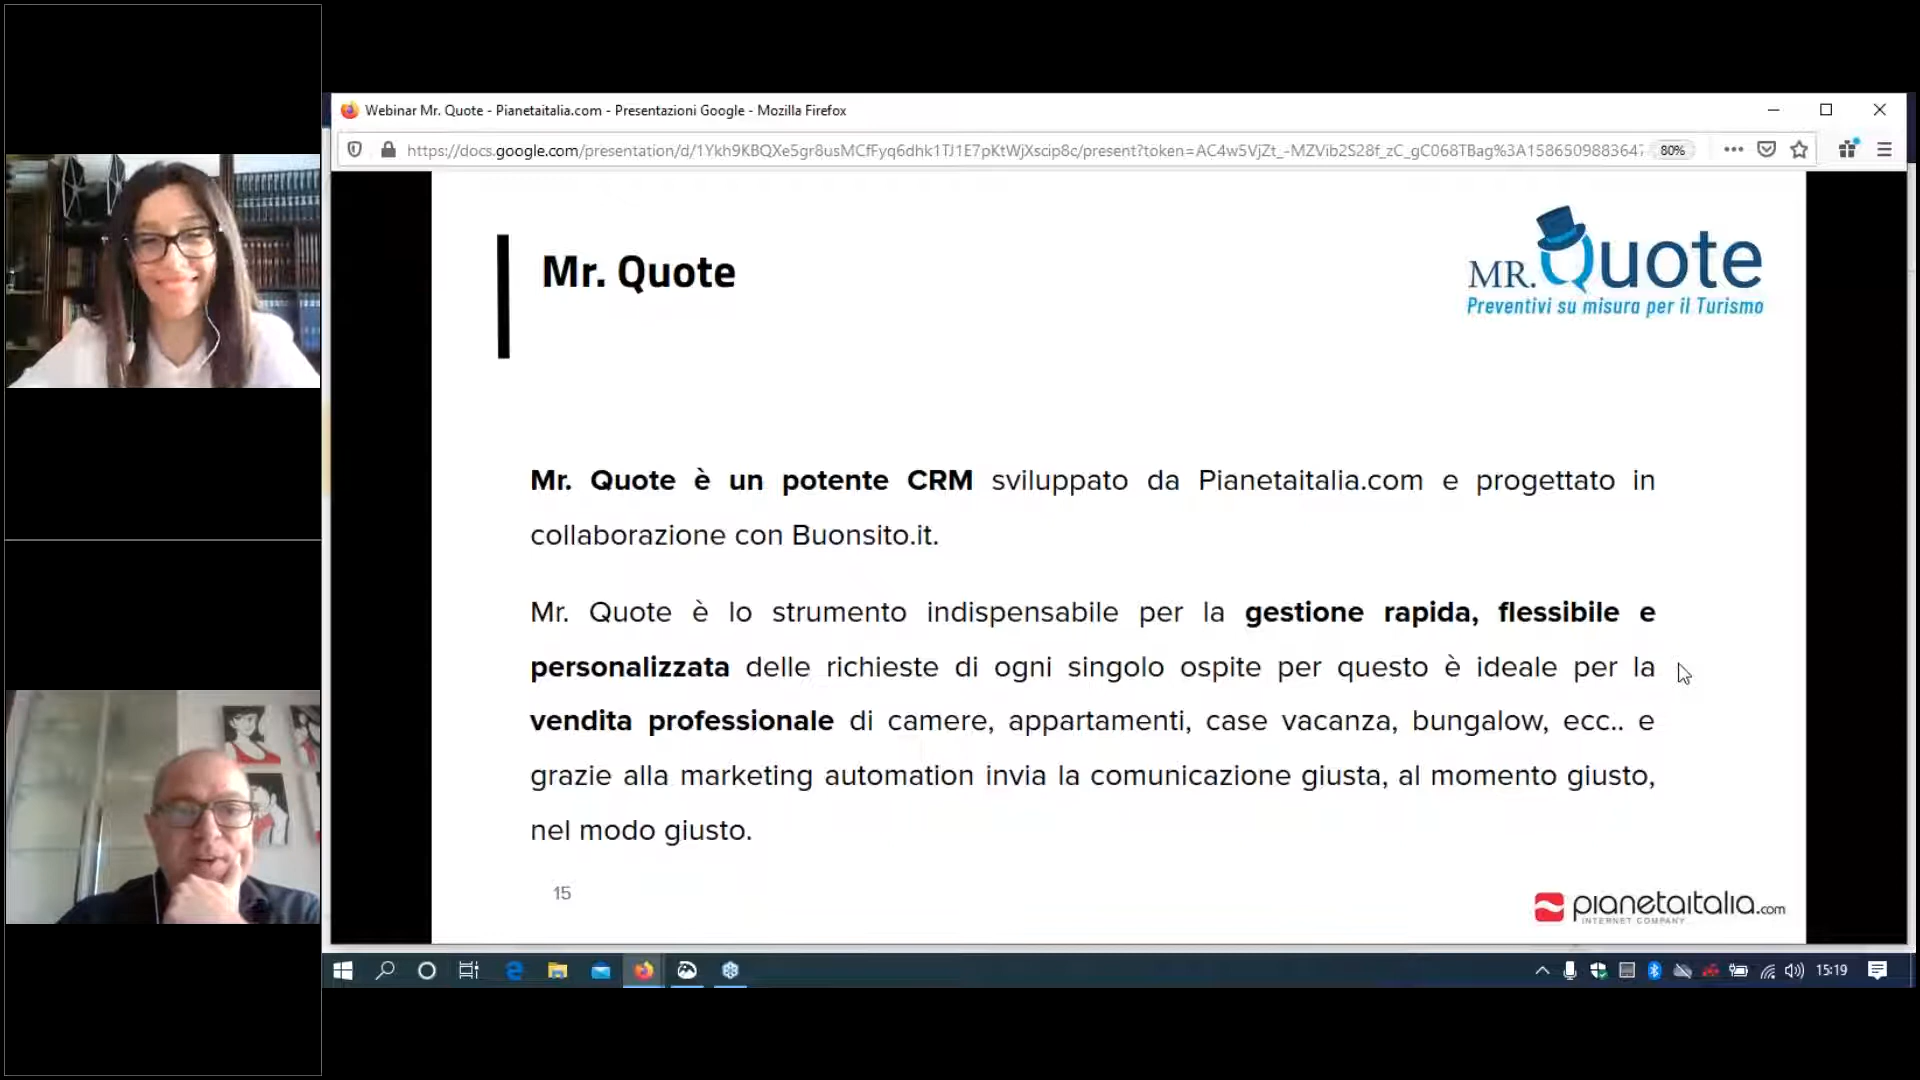 Webinar Mr. Quote - Pianetaitalia.com - Presentazioni Google - Mozilla Firefox
https://docs.google.com/presentation/d/1Ykh9KBQXe5gr8usMCfFyq6dhk1TJ1E7pKtWjXscip8c/present?token=AC4w5VjZt_-MZVib2S28f_zC_gC068TBag%3A1586509883647
80%
Mr. Quote
MR. Quote
Preventivi su misura per il Turismo
Mr. Quote è un potente CRM sviluppato da Pianetaitalia.com e progettato in
collaborazione con Buonsito.it.
Mr. Quote è lo strumento indispensabile per la gestione rapida, flessibile e
personalizzata delle richieste di ogni singolo ospite per questo è ideale per la
vendita professionale di camere, appartamenti, case vacanza, bungalow, ecc.. e
grazie alla marketing automation invia la comunicazione giusta, al momento giusto,
nel modo giusto.
15
pianetaitalia.com
INTERNET COMPANY
15:19